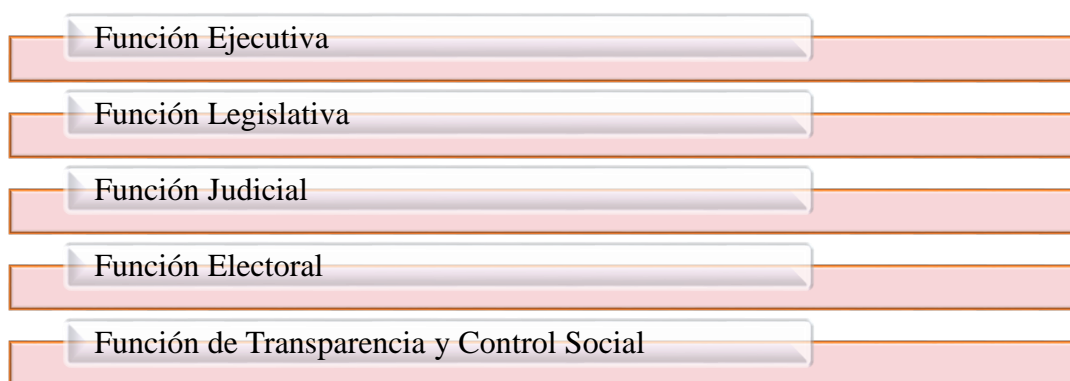 Función Ejecutiva
Función Legislativa
Función Judicial
Función Electoral
Función de Transparencia y Control Social